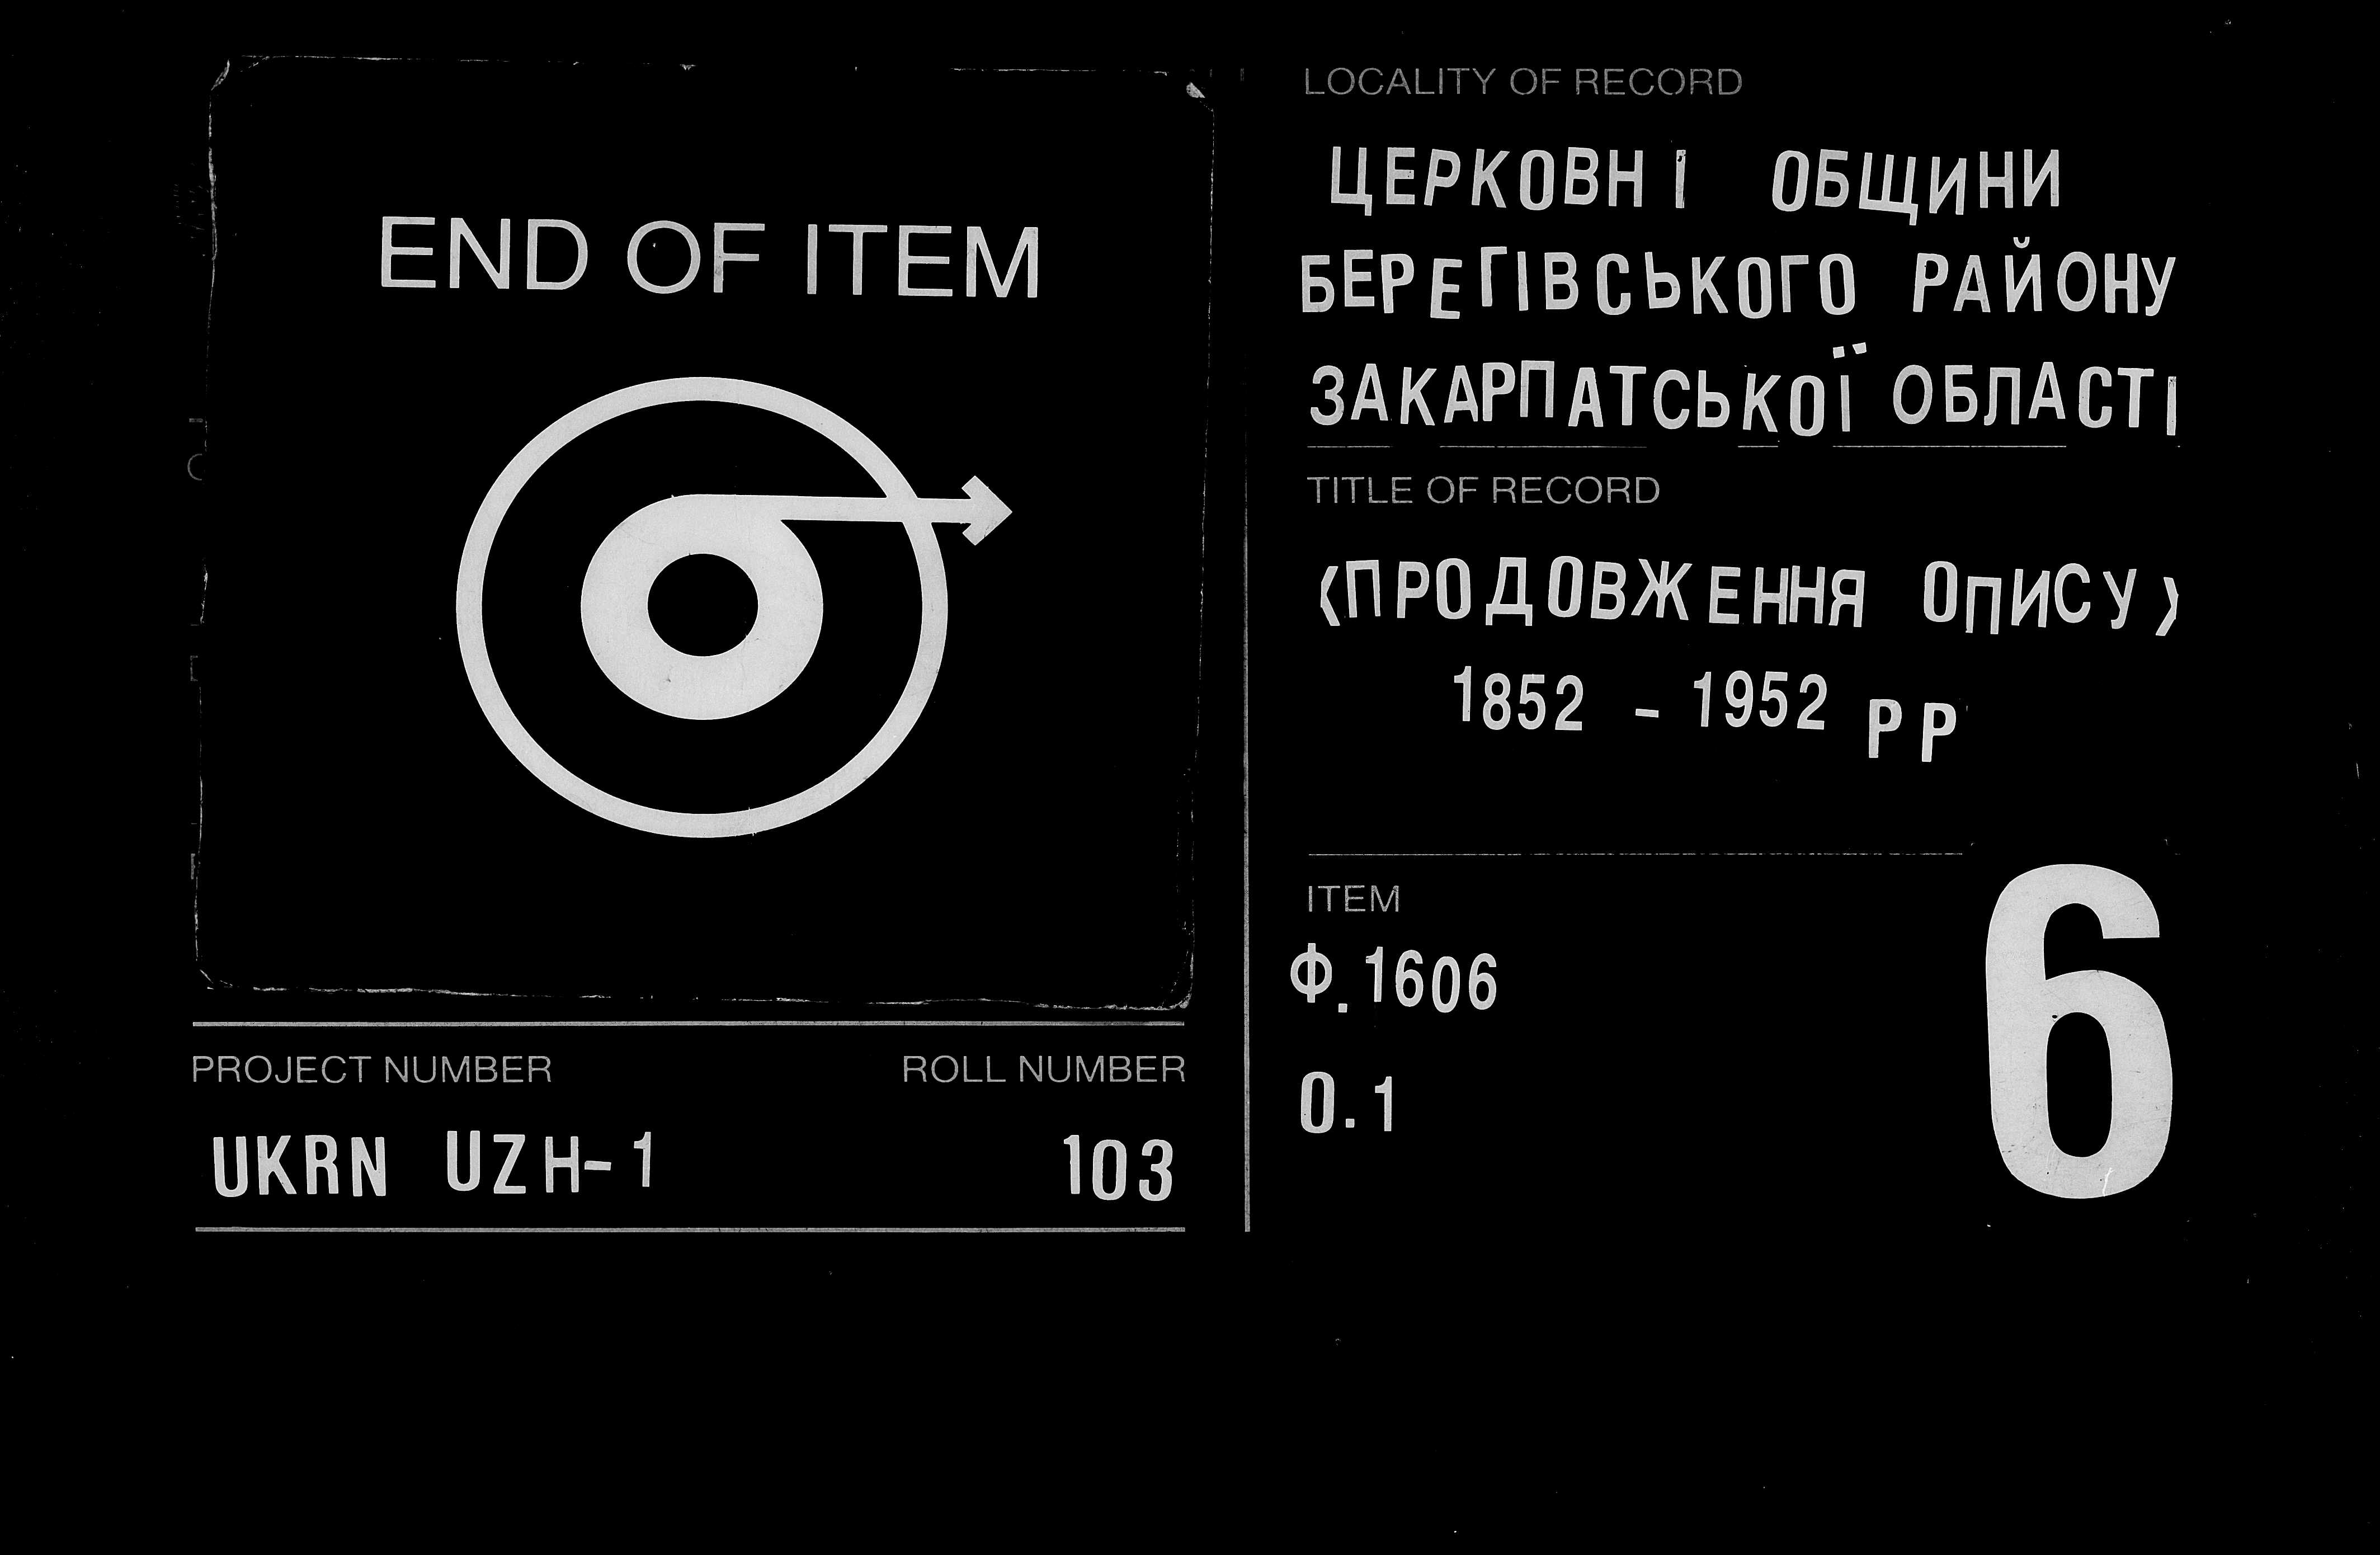 END OF ITEM
PROJECT NUMBER
ROLL NUMBER
UKRN UZH-1
103
LOCALITY OF RECORD
ЦЕРКОВНІ ОБЩИНИ
БЕРЕГІВСЬКОГО РАЙОНУ
ЗАКАРПАТСЬКОЇ ОБЛАСТІ
TITLE OF RECORD
<ПРОДОВЖЕННЯ ОПИСУ>
1852 - 1952 РР
ITEM
Ф.1606
О.1
6